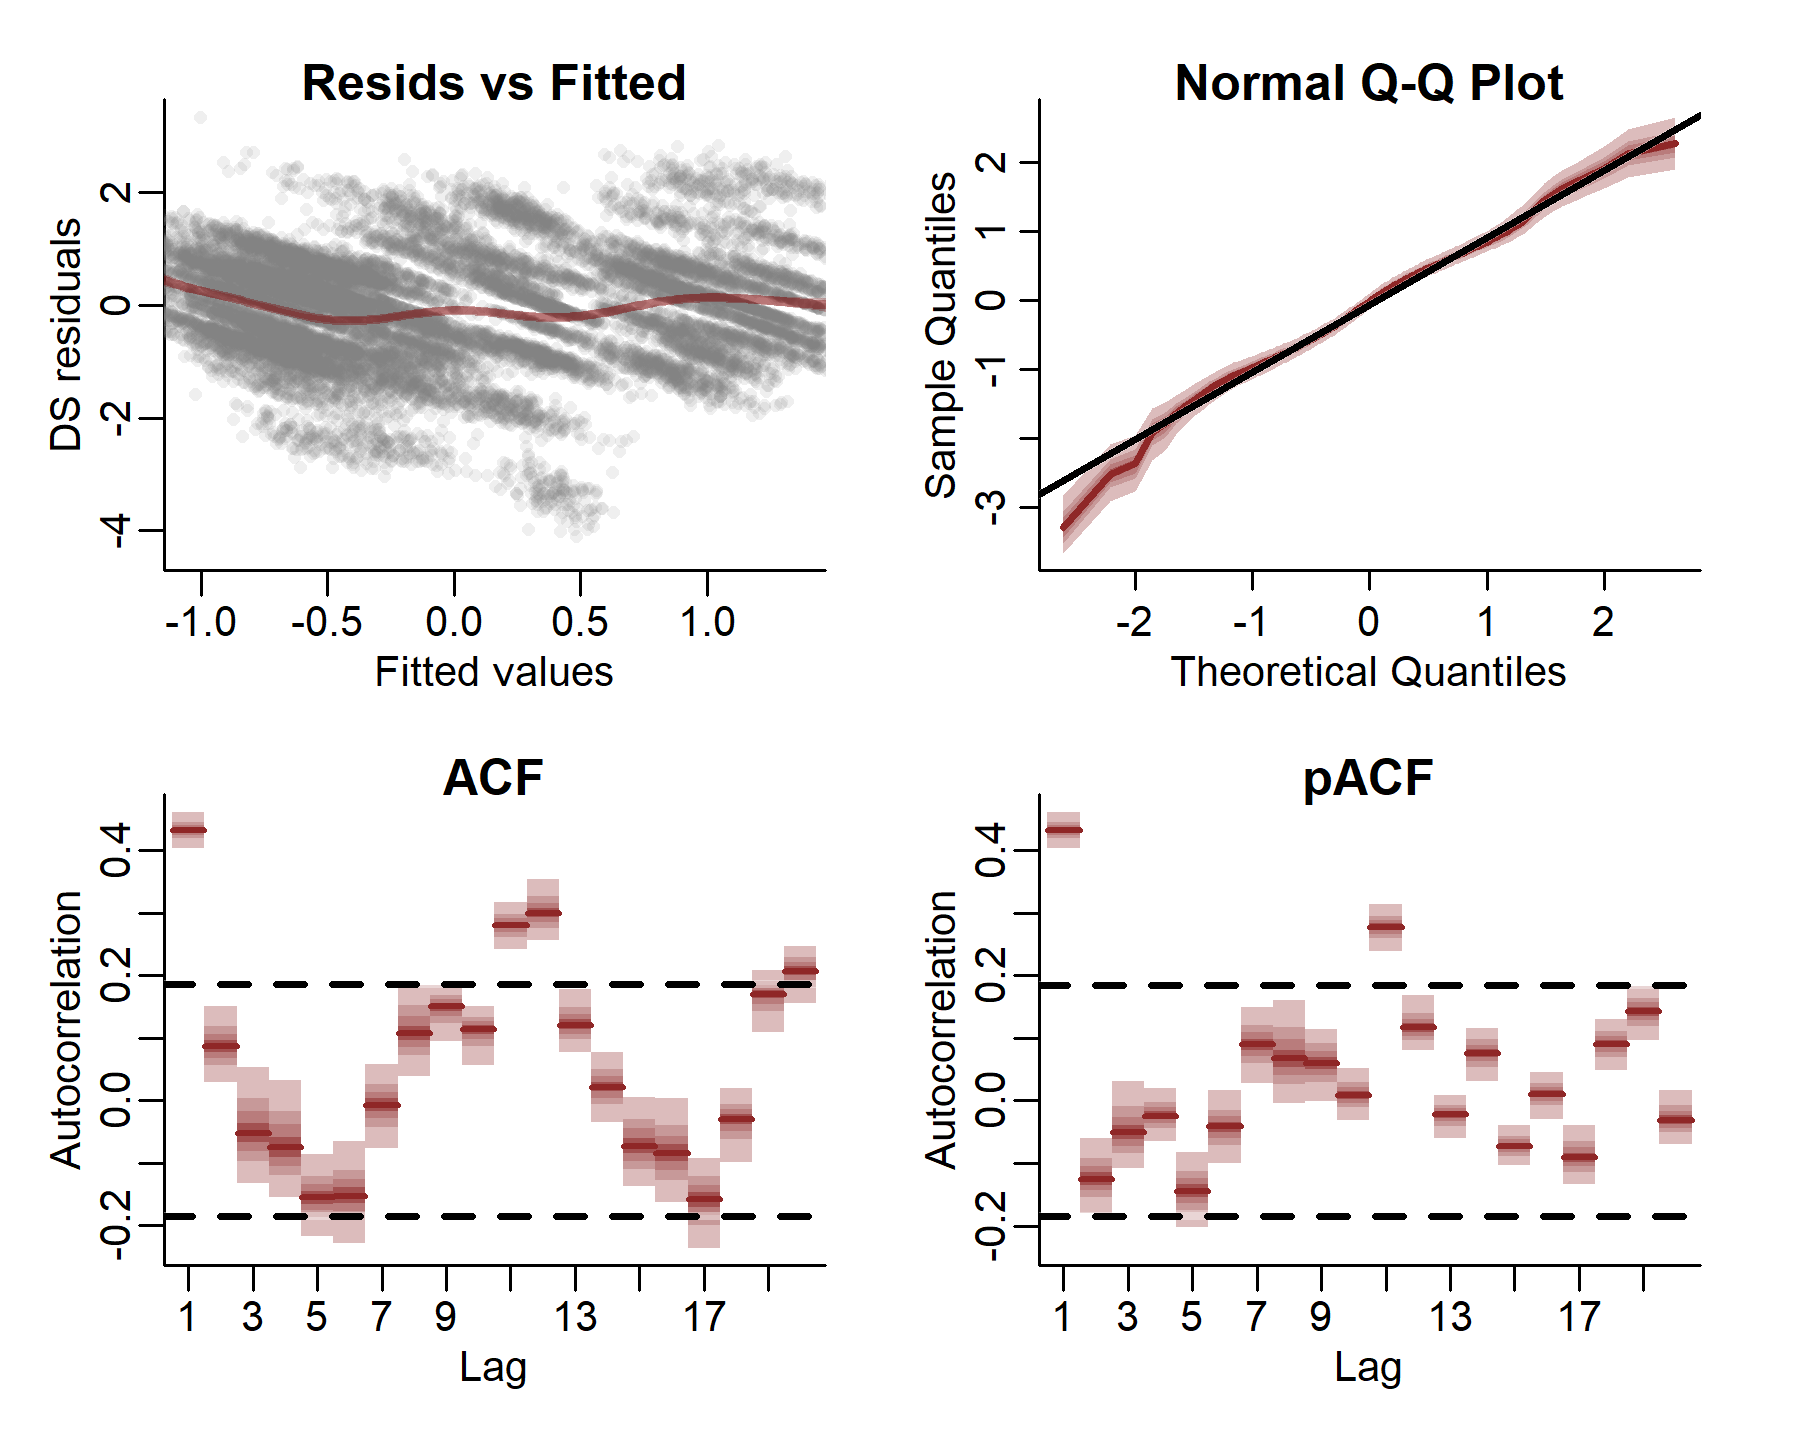 Resids vs Fitted
DS residuals
2
0
-2
-4
-1.0 -0.5 0.0 0.5 1.0
Fitted values
Normal Q-Q Plot
Sample Quantiles
2
1
0
-1
-3
-2 -1 0 1 2
Theoretical Quantiles
ACF
Autocorrelation
0.4
0.2
0.0
-0.2
1 3 5 7 9 13 17
Lag
pACF
Autocorrelation
0.4
0.2
0.0
-0.2
1 3 5 7 9 13 17
Lag